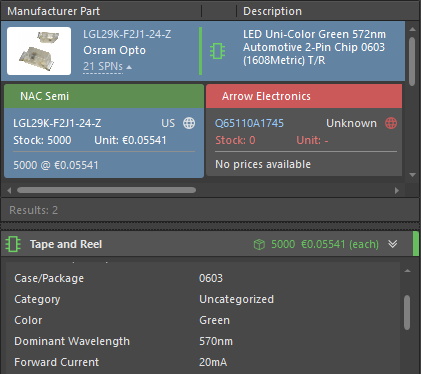 Manufacturer Part
Description
LGL29K-F2J1-24-Z
Osram Opto
21 SPNs
LED Uni-Color Green 572nm
Automotive 2-Pin Chip 0603
(1608Metric) T/R
NAC Semi
LGL29K-F2J1-24-Z US
Stock: 5000 Unit: €0.05541
5000 @ €0.05541
Arrow Electronics
Q65110A1745 Unknown
Stock: 0 Unit: -
No prices available
Results: 2
Tape and Reel 5000 €0.05541 (each)
Case/Package 0603
Category Uncategorized
Color Green
Dominant Wavelength 570nm
Forward Current 20mA